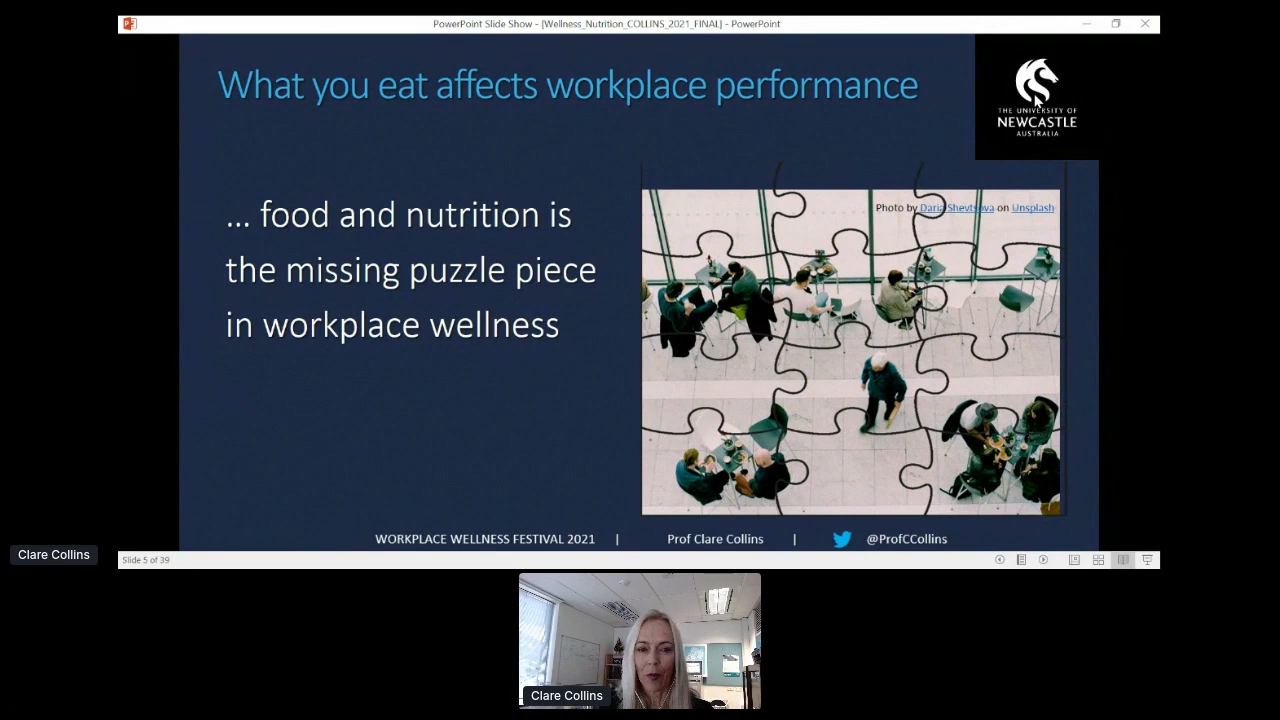 PowerPoint Slide Show - [Wellness_Nutrition_COLLINS_2021_FINAL] - PowerPoint
What you eat affects workplace performance
THE UNIVERSITY OF
NEWCASTLE
AUSTRALIA
... food and nutrition is
the missing puzzle piece
in workplace wellness
Photo by Daria Shevtsova on Unsplash
WORKPLACE WELLNESS FESTIVAL 2021 | Prof Clare Collins | @ProfCCollins
Clare Collins
Slide 5 of 39
Clare Collins